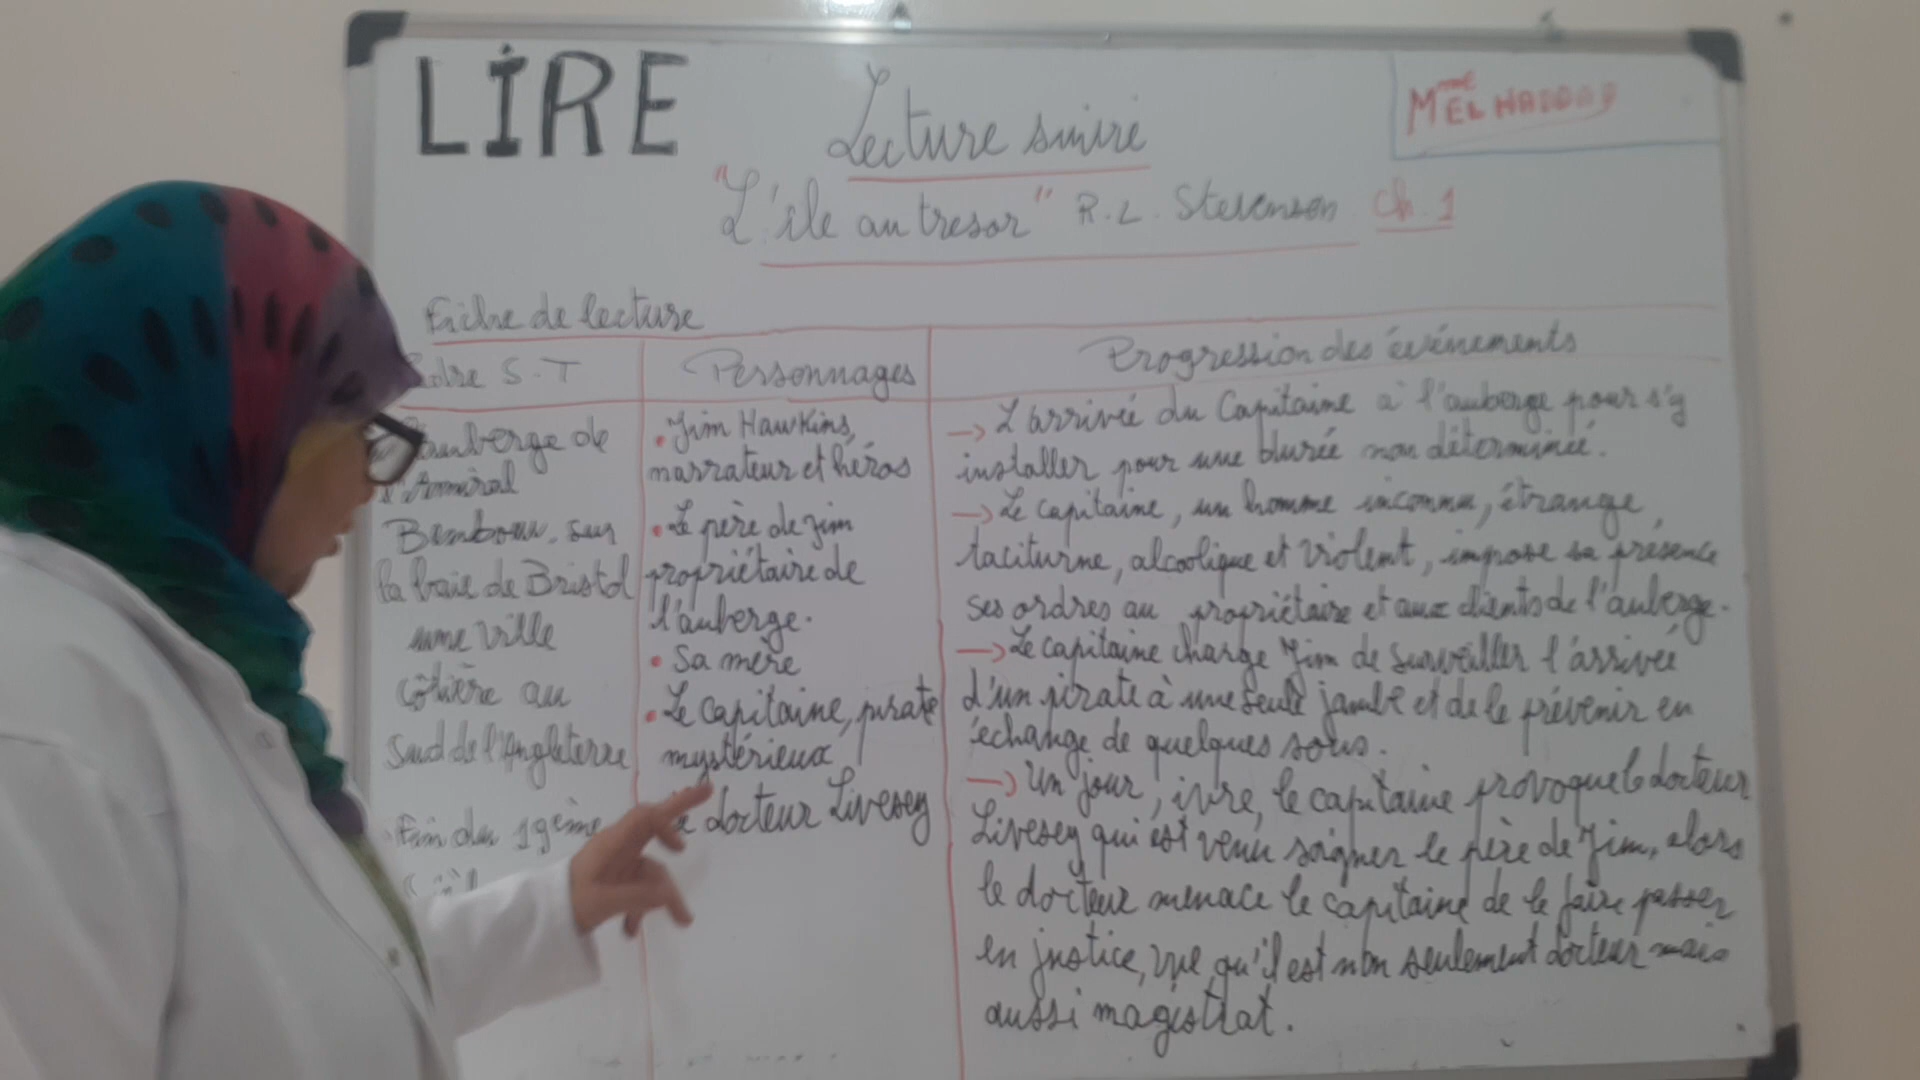 LIRE
Lecture suivie
Mme EL HADDAD
"L'île au tresor" R.L. Stevenson Ch.1
Fiche de lecture
S-T
Personnages
Progression des événements
auberge de
l'Amiral
Bembow, sur
la baie de Bristol
une ville
côtière au
Sud de l'Angleterre
Fin du 19ème
• Jim Hawkins,
narrateur et héros
• Le père de Jim
propriétaire de
l'auberge.
• Sa mère
• Le capitaine, pirate
mystérieux
docteur Livesey
→ L'arrivée du Capitaine à l'auberge pour s'y
installer pour une durée non déterminée.
→ Le capitaine, un homme inconnu, étrange,
taciturne, alcoolique et violent, impose sa présence
ses ordres au propriétaire et aux clients de l'auberge.
→ Le capitaine charge Jim de surveiller l'arrivée
d'un pirate à une seule jambe et de le prévenir en
échange de quelques sous.
→ Un jour, ivre, le capitaine provoque le docteur
Livesey qui est venu soigner le père de Jim, alors
le docteur menace le capitaine de le faire passer
en justice, vue qu'il est non seulement docteur mais
aussi magistrat.